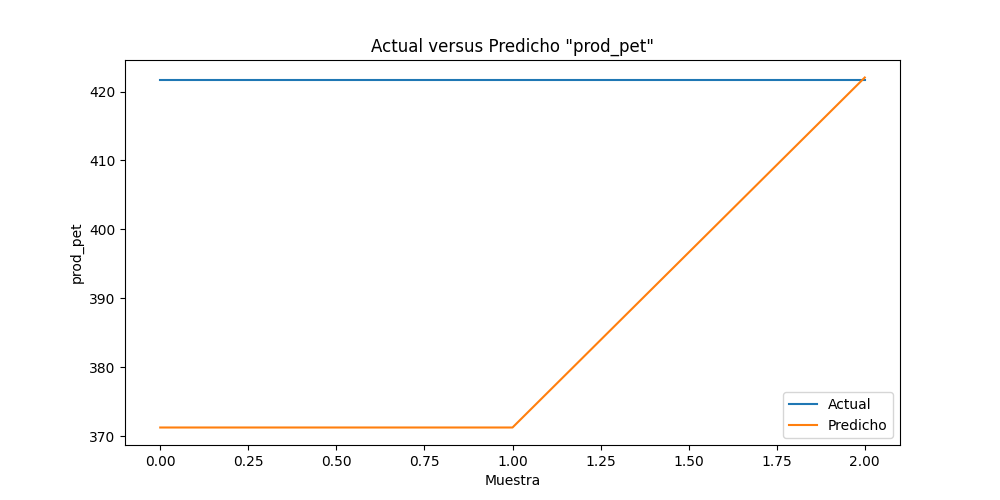 Actual versus Predicho "prod_pet"
prod_pet
420
410
400
390
380
370
0.00 0.25 0.50 0.75 1.00 1.25 1.50 1.75 2.00
Muestra
Actual
Predicho